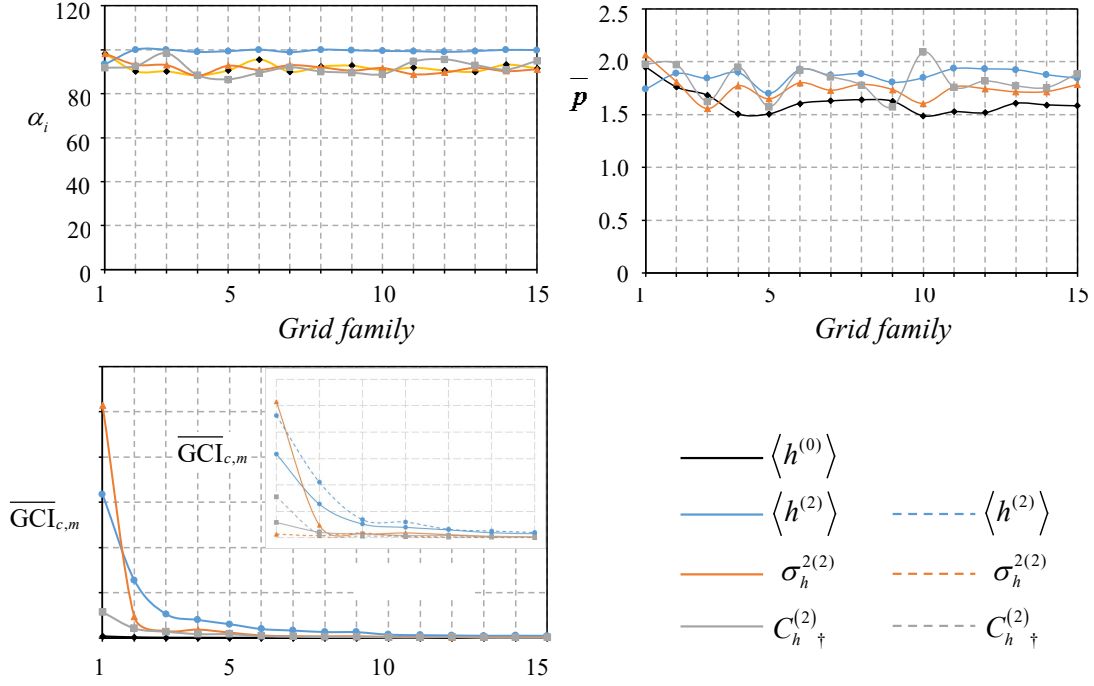 120
100
80
60
40
20
0
α_i
1 5 10 15
Grid family
2.5
2.0
1.5
1.0
0.5
0
p̅
1 5 10 15
Grid family
G̅C̅I̅_{c,m}
G̅C̅I̅_{c,m}
1 5 10 15
⟨h^{(0)}⟩
⟨h^{(2)}⟩ ⟨h^{(2)}⟩
σ_h^{2(2)} σ_h^{2(2)}
C_h^{(2)}_† C_h^{(2)}_†